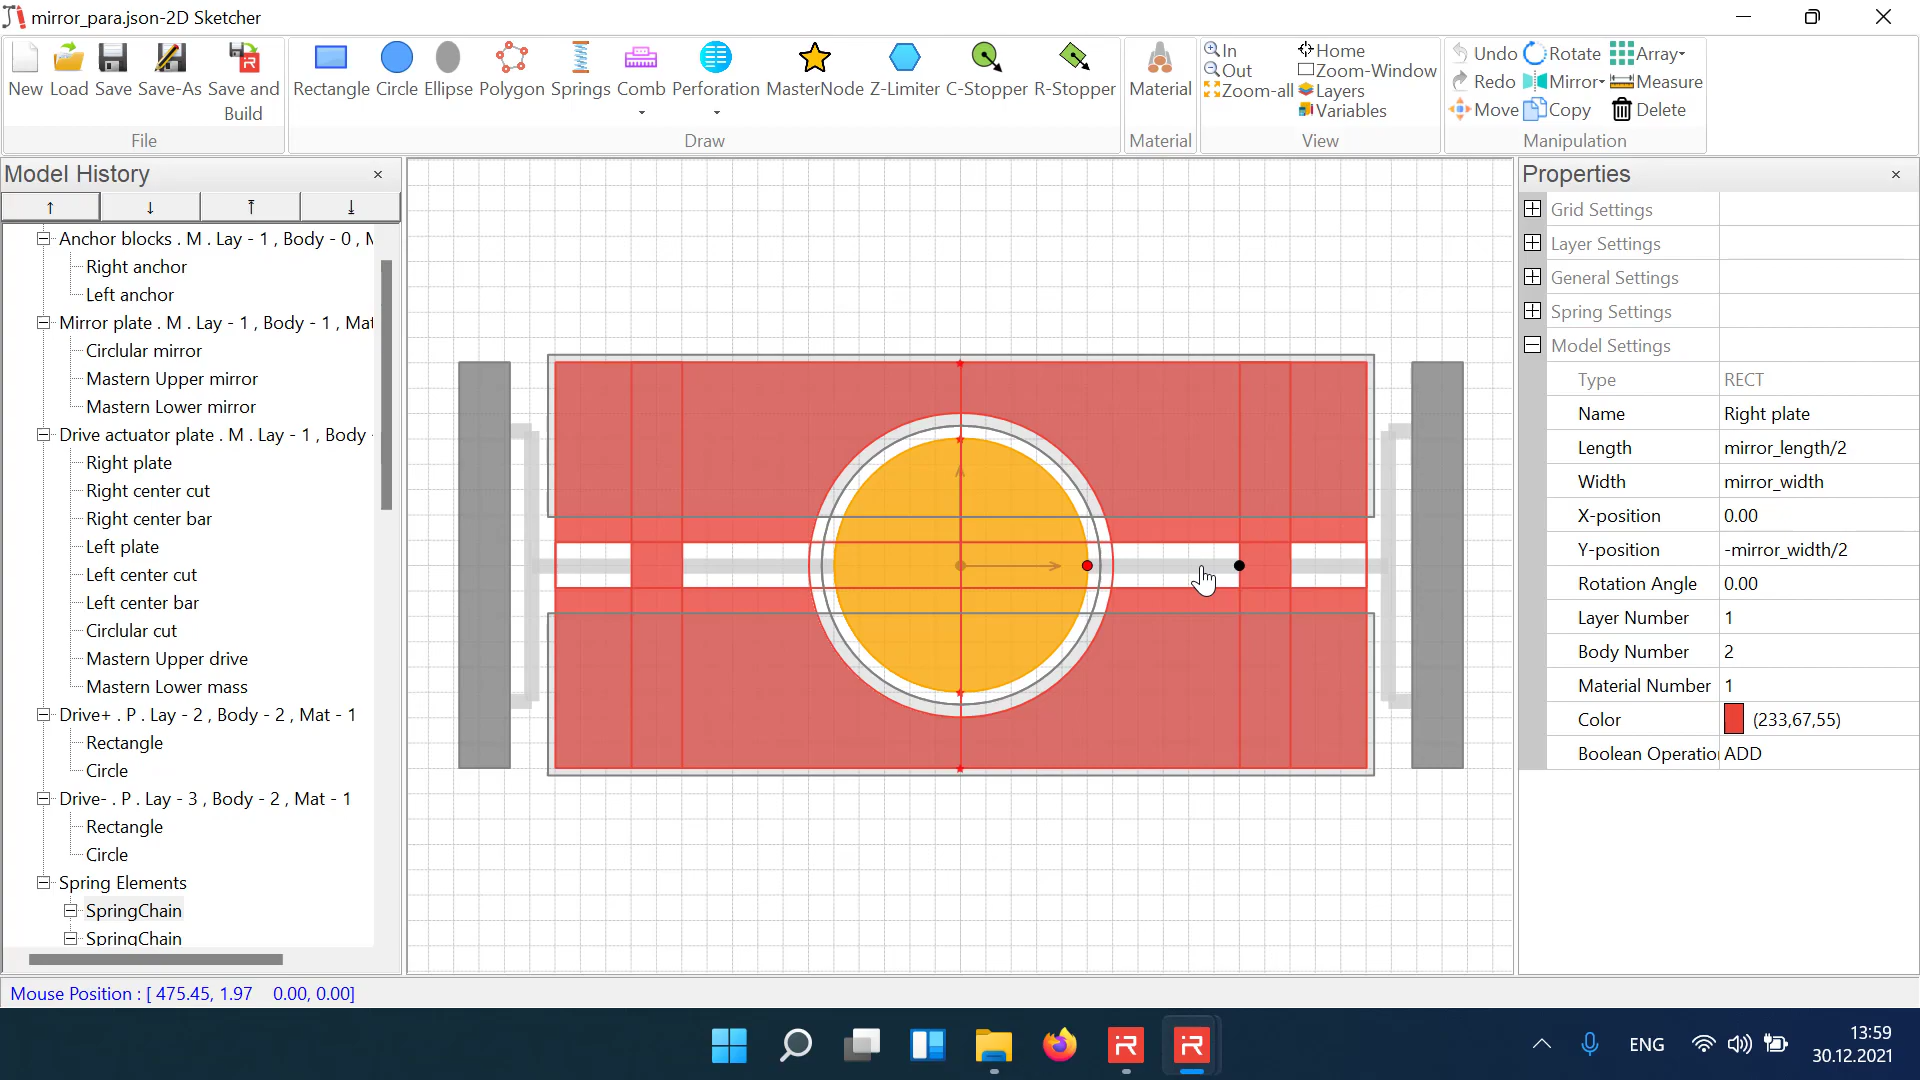 mirror_para.json-2D Sketcher
New Load Save Save-As Save and Build
File
Rectangle Circle Ellipse Polygon Springs Comb Perforation MasterNode Z-Limiter C-Stopper R-Stopper
Draw
Material
Material
In
Out
Zoom-all
Home
Zoom-Window
Layers
Variables
View
Undo Rotate Array
Redo Mirror Measure
Move Copy Delete
Manipulation
Model History
Anchor blocks . M . Lay - 1 , Body - 0 ,
Right anchor
Left anchor
Mirror plate . M . Lay - 1 , Body - 1 , Mat
Circlular mirror
Mastern Upper mirror
Mastern Lower mirror
Drive actuator plate . M . Lay - 1 , Body -
Right plate
Right center cut
Right center bar
Left plate
Left center cut
Left center bar
Circlular cut
Mastern Upper drive
Mastern Lower mass
Drive+ . P . Lay - 2 , Body - 2 , Mat - 1
Rectangle
Circle
Drive- . P . Lay - 3 , Body - 2 , Mat - 1
Rectangle
Circle
Spring Elements
SpringChain
SpringChain
Properties
Grid Settings
Layer Settings
General Settings
Spring Settings
Model Settings
Type RECT
Name Right plate
Length mirror_length/2
Width mirror_width
X-position 0.00
Y-position -mirror_width/2
Rotation Angle 0.00
Layer Number 1
Body Number 2
Material Number 1
Color (233,67,55)
Boolean Operatio ADD
Mouse Position : [ 475.45, 1.97 0.00, 0.00]
ENG
13:59
30.12.2021